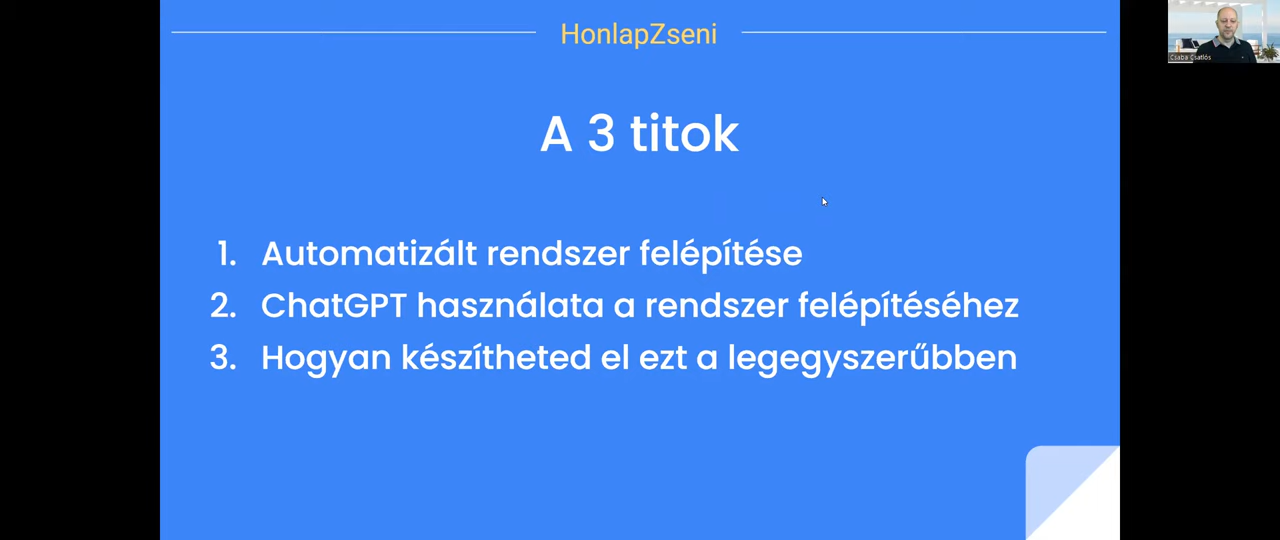 HonlapZseni
A 3 titok
1. Automatizált rendszer felépítése
2. ChatGPT használata a rendszer felépítéséhez
3. Hogyan készítheted el ezt a legegyszerűbben
Csaba Csatlós